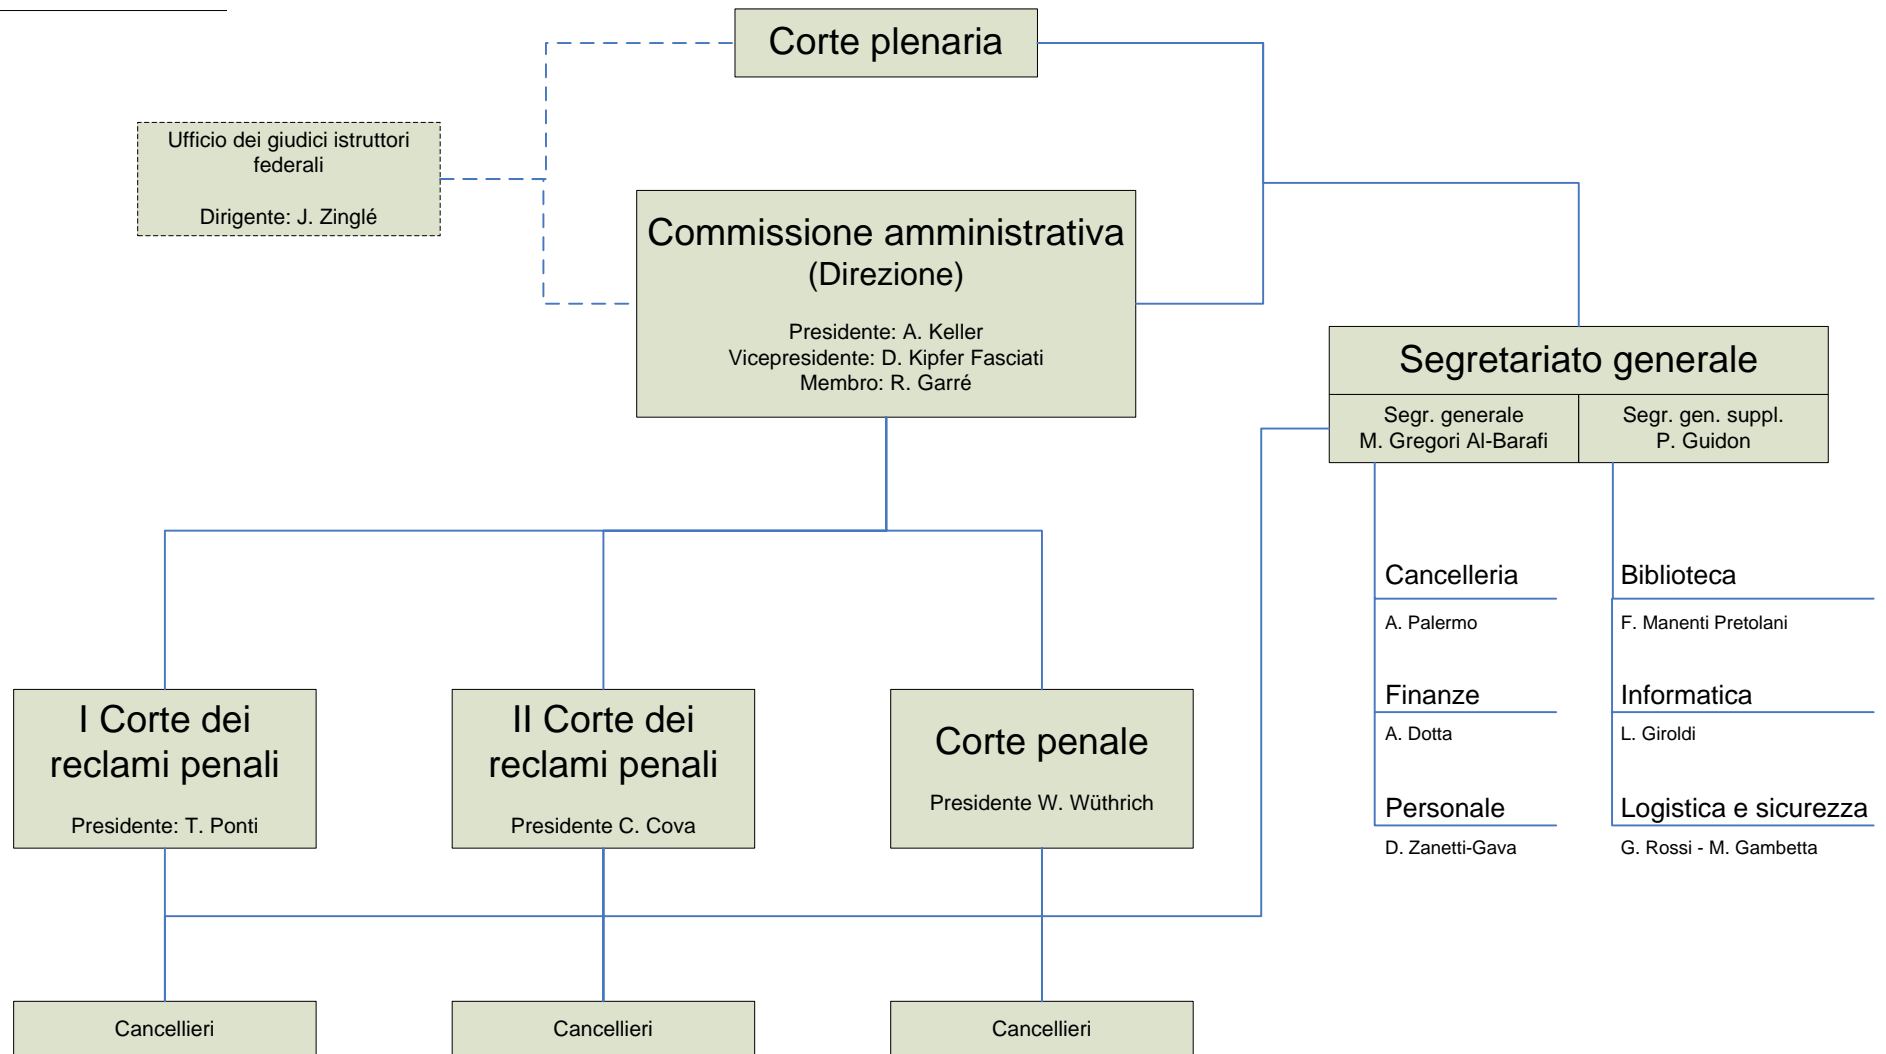 Corte plenaria
Ufficio dei giudici istruttori
federali
Dirigente: J. Zinglé
Commissione amministrativa
(Direzione)
Presidente: A. Keller
Vicepresidente: D. Kipfer Fasciati
Membro: R. Garré
Segretariato generale
Segr. generale
M. Gregori Al-Barafi
Segr. gen. suppl.
P. Guidon
Cancelleria
A. Palermo
Finanze
A. Dotta
Personale
D. Zanetti-Gava
Biblioteca
F. Manenti Pretolani
Informatica
L. Giroldi
Logistica e sicurezza
G. Rossi - M. Gambetta
I Corte dei
reclami penali
Presidente: T. Ponti
II Corte dei
reclami penali
Presidente C. Cova
Corte penale
Presidente W. Wüthrich
Cancellieri
Cancellieri
Cancellieri